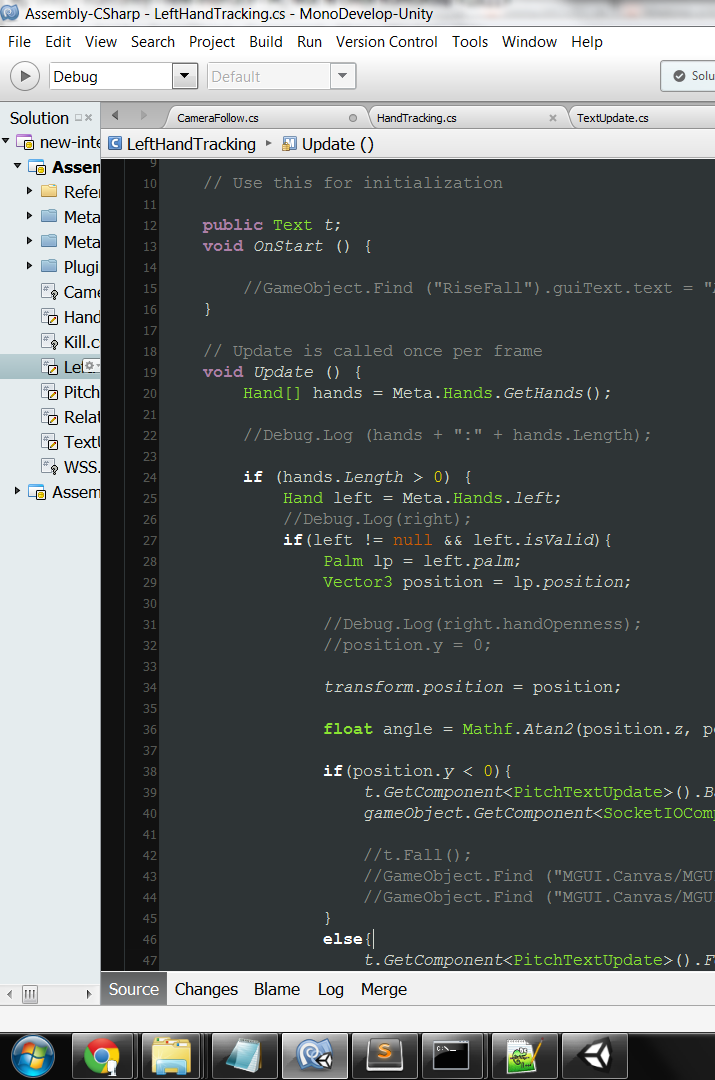 Assembly-CSharp - LeftHandTracking.cs - MonoDevelop-Unity
File Edit View Search Project Build Run Version Control Tools Window Help
Debug Default Solu
Solution
CameraFollow.cs HandTracking.cs TextUpdate.cs
LeftHandTracking Update ()
new-inte
Assem
Refer
Meta
Meta
Plugi
Came
Hand
Kill.c
Left
Pitch
Relat
TextU
WSS.
Assem
9
10 // Use this for initialization
11
12 public Text t;
13 void OnStart () {
14
15 //GameObject.Find ("RiseFall").guiText.text = "
16 }
17
18 // Update is called once per frame
19 void Update () {
20 Hand[] hands = Meta.Hands.GetHands();
21
22 //Debug.Log (hands + ":" + hands.Length);
23
24 if (hands.Length > 0) {
25 Hand left = Meta.Hands.left;
26 //Debug.Log(right);
27 if(left != null && left.isValid){
28 Palm lp = left.palm;
29 Vector3 position = lp.position;
30
31 //Debug.Log(right.handOpenness);
32 //position.y = 0;
33
34 transform.position = position;
35
36 float angle = Mathf.Atan2(position.z, po
37
38 if(position.y < 0){
39 t.GetComponent<PitchTextUpdate>().Ba
40 gameObject.GetComponent<SocketIOComp
41
42 //t.Fall();
43 //GameObject.Find ("MGUI.Canvas/MGU
44 //GameObject.Find ("MGUI.Canvas/MGU
45 }
46 else{
47 t.GetComponent<PitchTextUpdate>().F
Source Changes Blame Log Merge